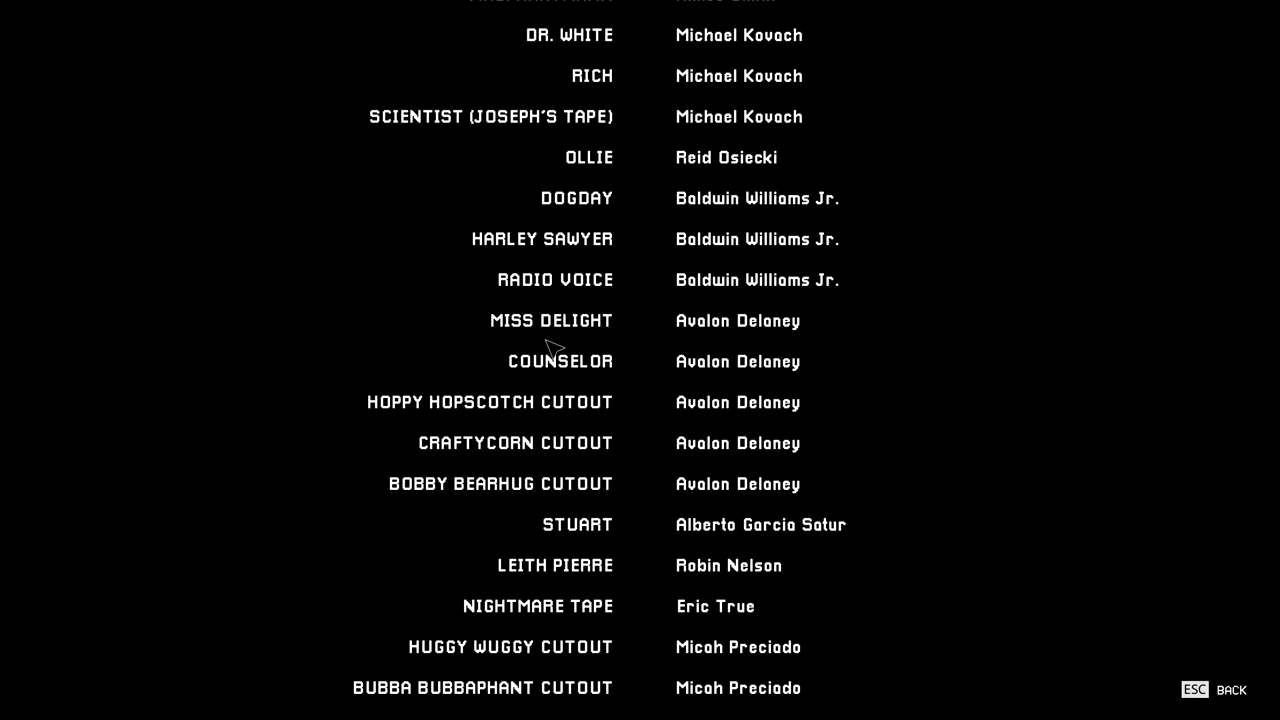 DR. WHITE Michael Kovach
RICH Michael Kovach
SCIENTIST (JOSEPH'S TAPE) Michael Kovach
OLLIE Reid Osiecki
DOGDAY Baldwin Williams Jr.
HARLEY SAWYER Baldwin Williams Jr.
RADIO VOICE Baldwin Williams Jr.
MISS DELIGHT Avalon Delaney
COUNSELOR Avalon Delaney
HOPPY HOPSCOTCH CUTOUT Avalon Delaney
CRAFTYCORN CUTOUT Avalon Delaney
BOBBY BEARHUG CUTOUT Avalon Delaney
STUART Alberto Garcia Satur
LEITH PIERRE Robin Nelson
NIGHTMARE TAPE Eric True
HUGGY WUGGY CUTOUT Micah Preciado
BUBBA BUBBAPHANT CUTOUT Micah Preciado
ESC BACK